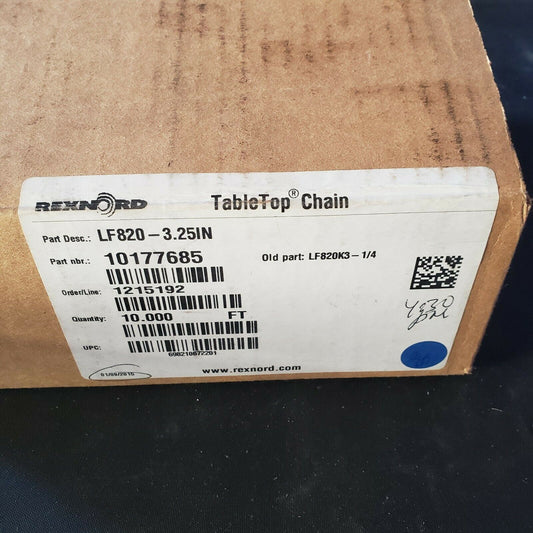 REXNORD TableTop® Chain
Part Desc.: LF820-3.25IN
Part nbr.: 10177685 Old part: LF820K3-1/4
Order/Line: 1215192
Quantity: 10.000 FT
UPC:
www.rexnord.com